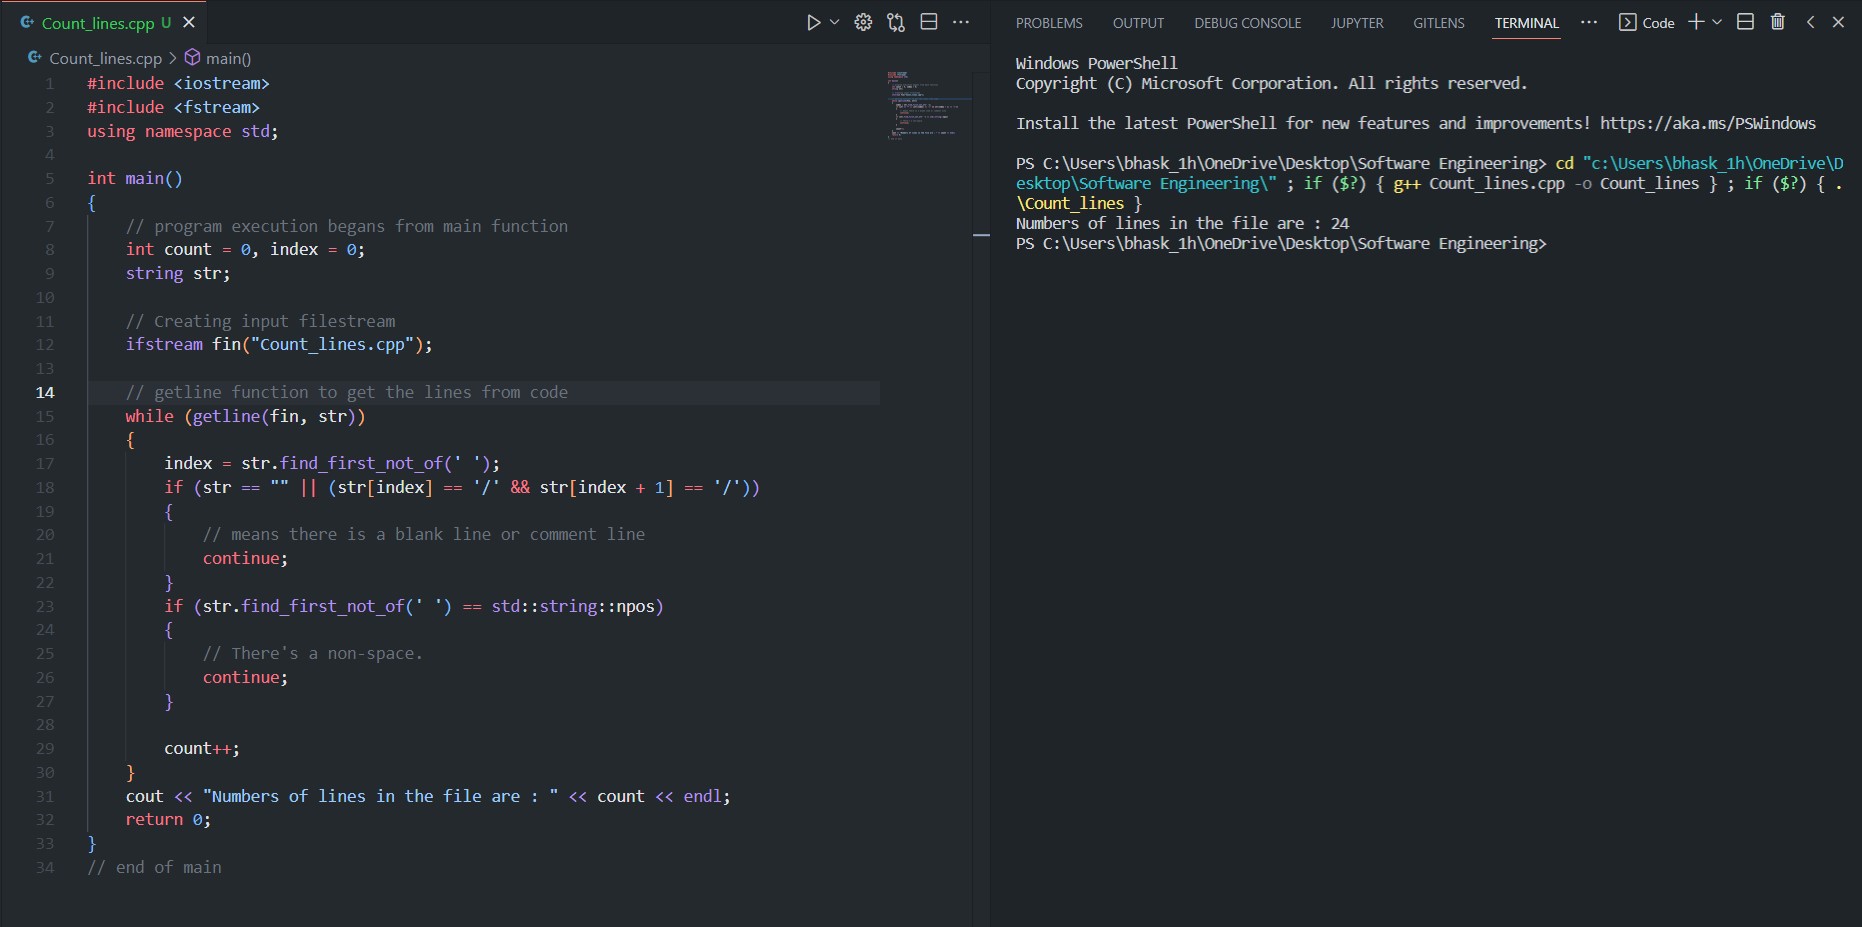 Count_lines.cpp U
Count_lines.cpp > main()
1 #include <iostream>
2 #include <fstream>
3 using namespace std;
4
5 int main()
6 {
7 // program execution begans from main function
8 int count = 0, index = 0;
9 string str;
10
11 // Creating input filestream
12 ifstream fin("Count_lines.cpp");
13
14 // getline function to get the lines from code
15 while (getline(fin, str))
16 {
17 index = str.find_first_not_of(' ');
18 if (str == "" || (str[index] == '/' && str[index + 1] == '/'))
19 {
20 // means there is a blank line or comment line
21 continue;
22 }
23 if (str.find_first_not_of(' ') == std::string::npos)
24 {
25 // There's a non-space.
26 continue;
27 }
28
29 count++;
30 }
31 cout << "Numbers of lines in the file are : " << count << endl;
32 return 0;
33 }
34 // end of main
PROBLEMS OUTPUT DEBUG CONSOLE JUPYTER GITLENS TERMINAL ··· Code
Windows PowerShell
Copyright (C) Microsoft Corporation. All rights reserved.
Install the latest PowerShell for new features and improvements! https://aka.ms/PSWindows
PS C:\Users\bhask_1h\OneDrive\Desktop\Software Engineering> cd "c:\Users\bhask_1h\OneDrive\D
esktop\Software Engineering\" ; if ($?) { g++ Count_lines.cpp -o Count_lines } ; if ($?) { .
\Count_lines }
Numbers of lines in the file are : 24
PS C:\Users\bhask_1h\OneDrive\Desktop\Software Engineering>